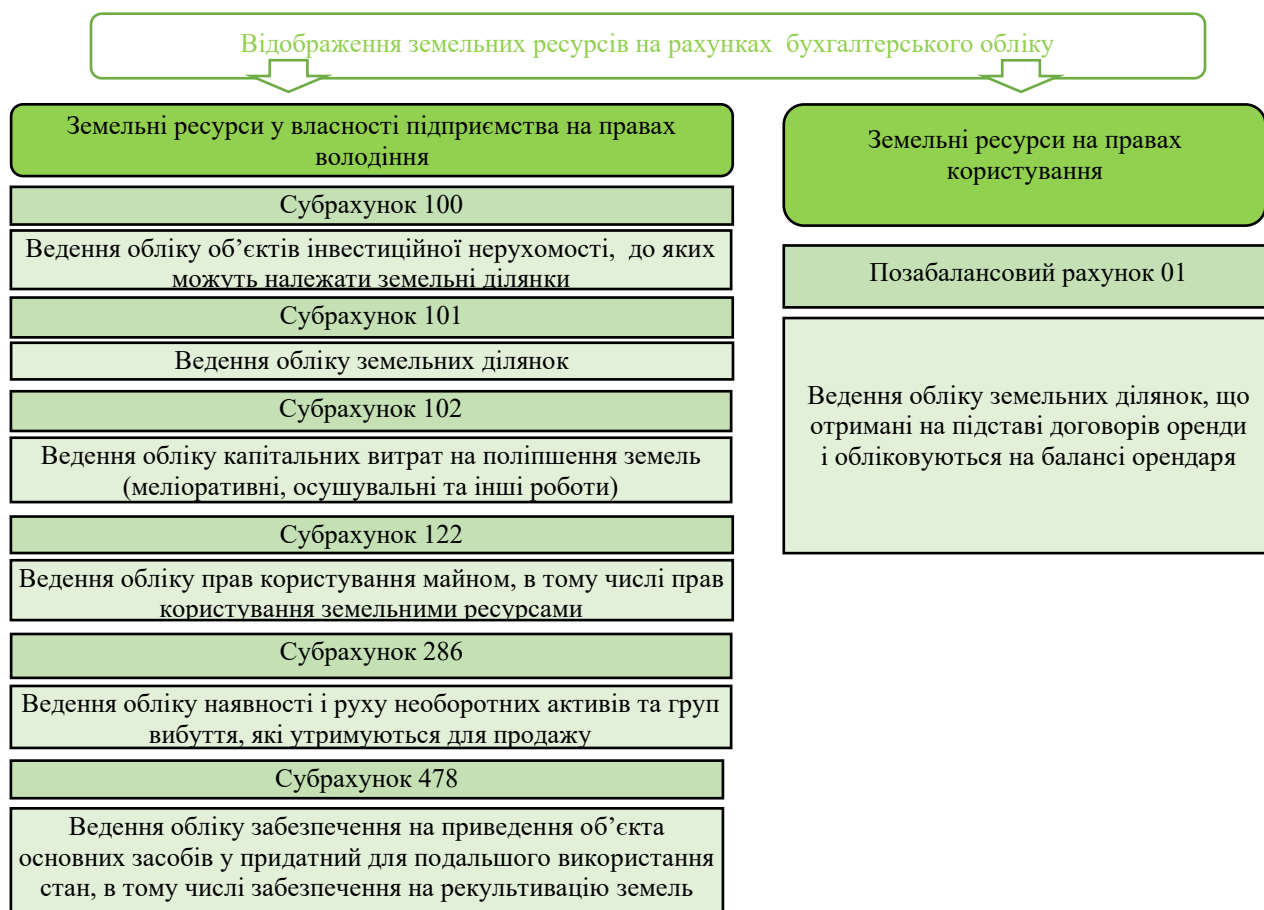 Відображення земельних ресурсів на рахунках бухгалтерського обліку
Земельні ресурси у власності підприємства на правах
володіння
Субрахунок 100
Ведення обліку об’єктів інвестиційної нерухомості, до яких
можуть належати земельні ділянки
Субрахунок 101
Ведення обліку земельних ділянок
Субрахунок 102
Ведення обліку капітальних витрат на поліпшення земель
(меліоративні, осушувальні та інші роботи)
Субрахунок 122
Ведення обліку прав користування майном, в тому числі прав
користування земельними ресурсами
Субрахунок 286
Ведення обліку наявності і руху необоротних активів та груп
вибуття, які утримуються для продажу
Субрахунок 478
Ведення обліку забезпечення на приведення об’єкта
основних засобів у придатний для подальшого використання
стан, в тому числі забезпечення на рекультивацію земель
Земельні ресурси на правах
користування
Позабалансовий рахунок 01
Ведення обліку земельних ділянок, що
отримані на підставі договорів оренди
і обліковуються на балансі орендаря